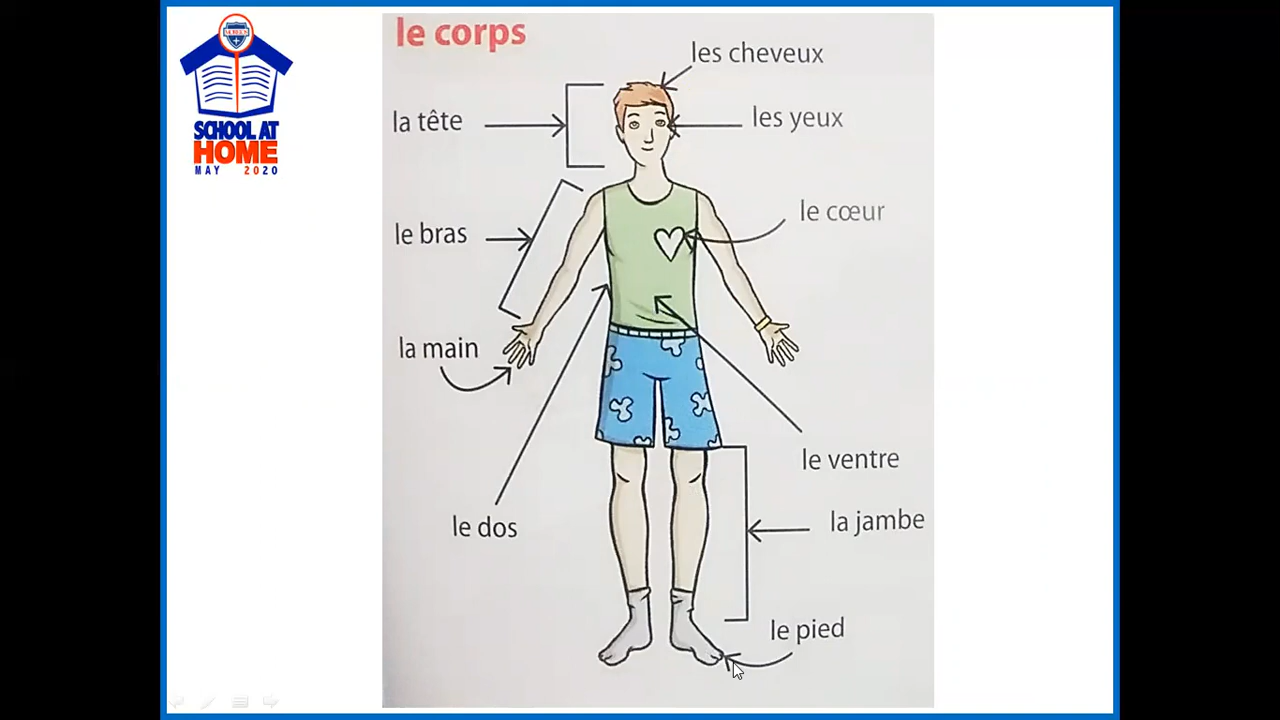 le corps
les cheveux
la tête
les yeux
le cœur
le bras
la main
le ventre
le dos
la jambe
le pied
SCHOOL AT
HOME
MAY 2020